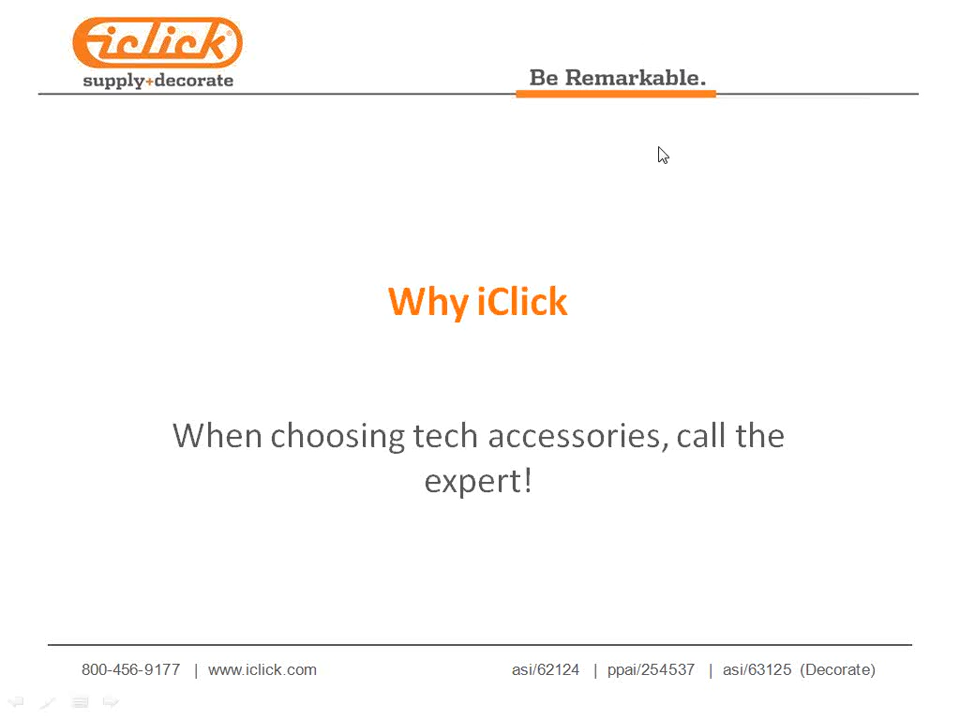 iclick®
supply+decorate
Be Remarkable.
Why iClick
When choosing tech accessories, call the
expert!
800-456-9177 | www.iclick.com
asi/62124 | ppai/254537 | asi/63125 (Decorate)